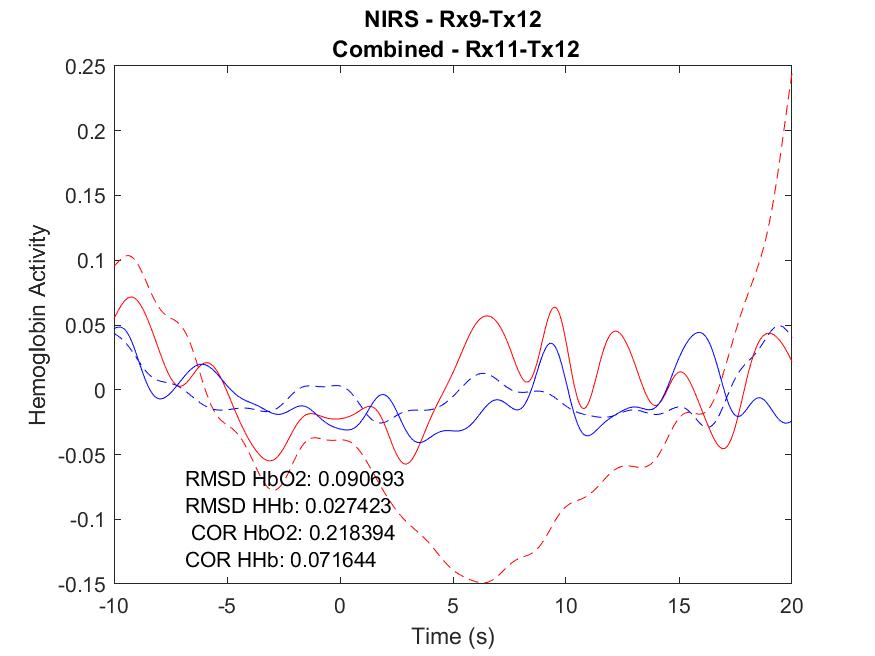 NIRS - Rx9-Tx12
Combined - Rx11-Tx12
0.25
0.2
0.15
0.1
0.05
0
-0.05
-0.1
-0.15
Hemoglobin Activity
RMSD HbO2: 0.090693
RMSD HHb: 0.027423
COR HbO2: 0.218394
COR HHb: 0.071644
-10 -5 0 5 10 15 20
Time (s)